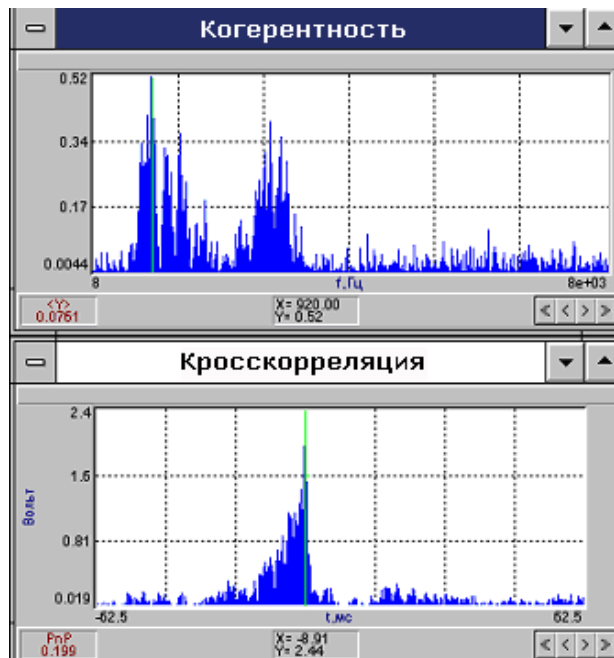 Когерентность
0.52
0.34
0.17
0.0044
8 f,Гц 8e+03
<Y>
0.0761
X= 920.00
Y= 0.52
Кросскорреляция
2.4
1.5
Вольт
0.81
0.019
-62.5 t,мс 62.5
PnP
0.199
X= -8.91
Y= 2.44